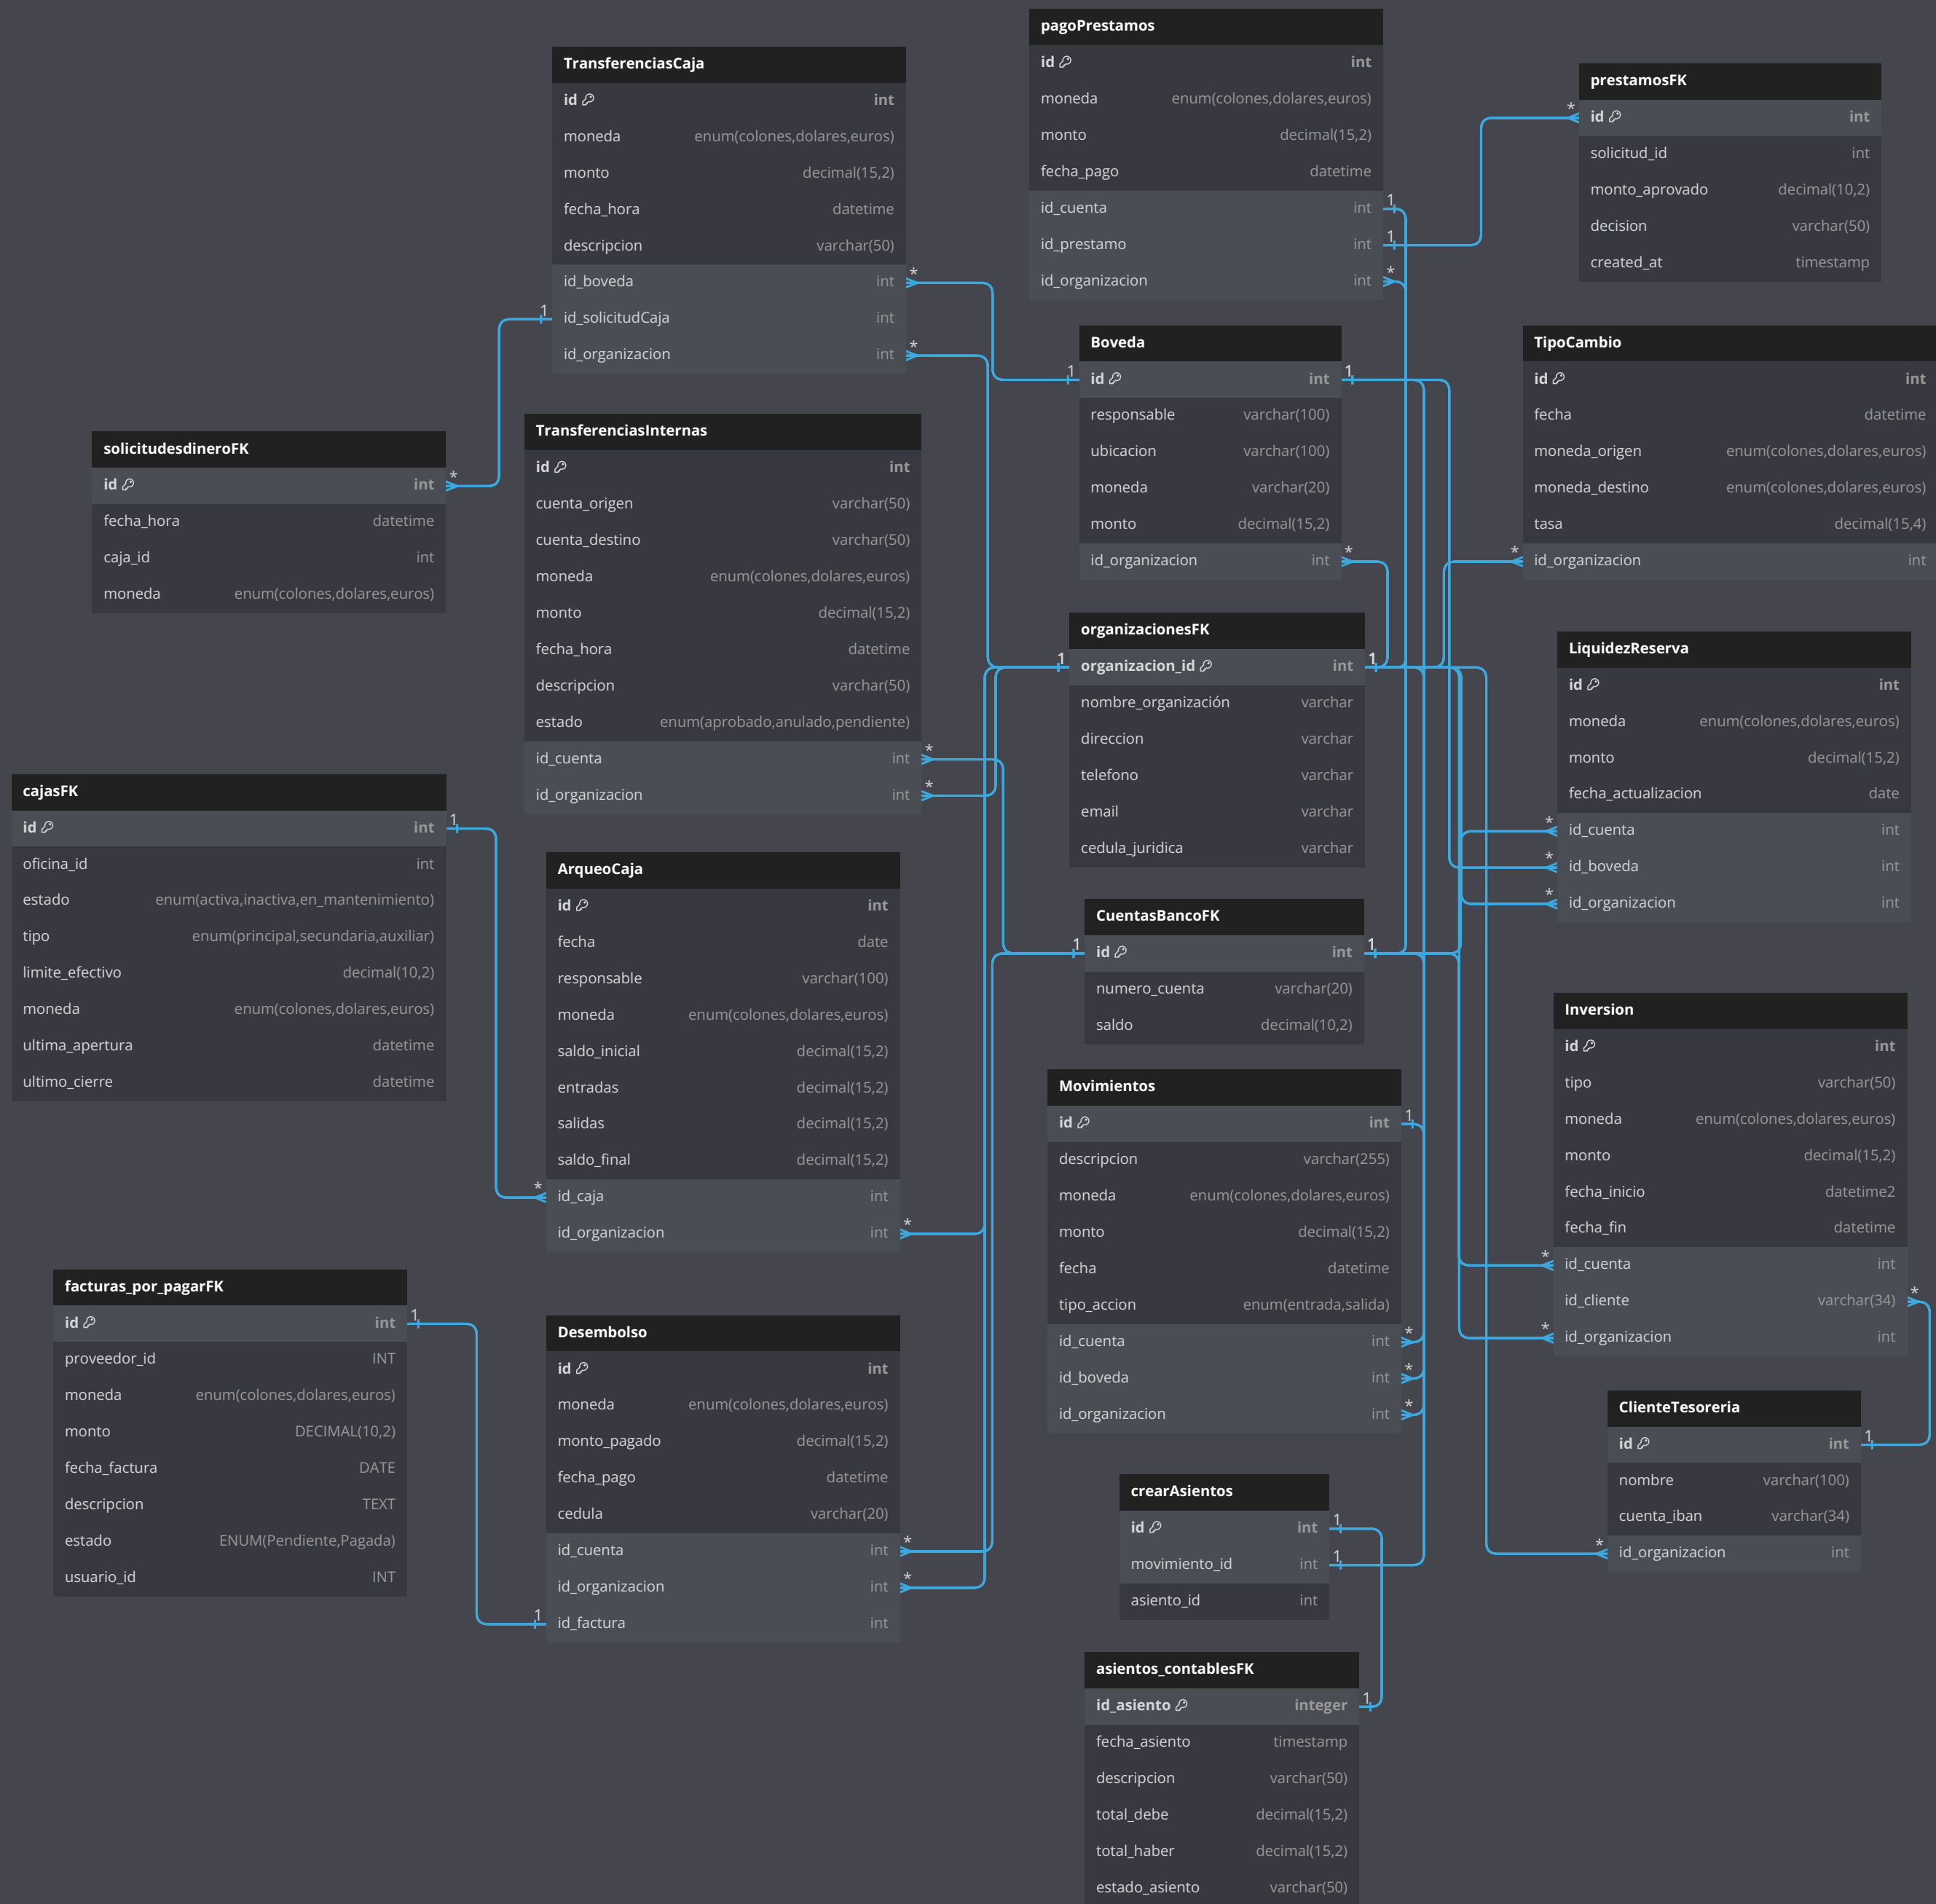 pagoPrestamos
id int
moneda enum(colones,dolares,euros)
monto decimal(15,2)
fecha_pago datetime
id_cuenta int 1
id_prestamo int 1
id_organizacion int *
TransferenciasCaja
id int
moneda enum(colones,dolares,euros)
monto decimal(15,2)
fecha_hora datetime
descripcion varchar(50)
id_boveda int *
1 id_solicitudCaja int
id_organizacion int *
prestamosFK
* id int
solicitud_id int
monto_aprobado decimal(10,2)
decision varchar(50)
created_at timestamp
Boveda
1 id int 1
responsable varchar(100)
ubicacion varchar(100)
moneda varchar(20)
monto decimal(15,2)
id_organizacion int *
TipoCambio
id int
fecha datetime
moneda_origen enum(colones,dolares,euros)
moneda_destino enum(colones,dolares,euros)
tasa decimal(15,4)
* id_organizacion int
solicitudesdineroFK
id int *
fecha_hora datetime
caja_id int
moneda enum(colones,dolares,euros)
TransferenciasInternas
id int
cuenta_origen varchar(50)
cuenta_destino varchar(50)
moneda enum(colones,dolares,euros)
monto decimal(15,2)
fecha_hora datetime
descripcion varchar(50)
estado enum(aprobado,anulado,pendiente)
id_cuenta int *
id_organizacion int *
organizacionesFK
1 organizacion_id int 1
nombre_organización varchar
direccion varchar
telefono varchar
email varchar
cedula_juridica varchar
LiquidezReserva
id int
moneda enum(colones,dolares,euros)
monto decimal(15,2)
fecha_actualizacion date
* id_cuenta int
* id_boveda int
* id_organizacion int
cajasFK
id int 1
oficina_id int
estado enum(activa,inactiva,en_mantenimiento)
tipo enum(principal,secundaria,auxiliar)
limite_efectivo decimal(10,2)
moneda enum(colones,dolares,euros)
ultima_apertura datetime
ultimo_cierre datetime
ArqueoCaja
id int
fecha date
responsable varchar(100)
moneda enum(colones,dolares,euros)
saldo_inicial decimal(15,2)
entradas decimal(15,2)
salidas decimal(15,2)
saldo_final decimal(15,2)
* id_caja int
id_organizacion int *
CuentasBancoFK
1 id int 1
numero_cuenta varchar(20)
saldo decimal(10,2)
Inversion
id int
tipo varchar(50)
moneda enum(colones,dolares,euros)
monto decimal(15,2)
fecha_inicio datetime2
fecha_fin datetime
* id_cuenta int
id_cliente varchar(34) *
* id_organizacion int
Movimientos
id int 1
descripcion varchar(255)
moneda enum(colones,dolares,euros)
monto decimal(15,2)
fecha datetime
tipo_accion enum(entrada,salida)
id_cuenta int *
id_boveda int *
id_organizacion int *
facturas_por_pagarFK
id int 1
proveedor_id INT
moneda enum(colones,dolares,euros)
monto DECIMAL(10,2)
fecha_factura DATE
descripcion TEXT
estado ENUM(Pendiente,Pagada)
usuario_id INT
Desembolso
id int
moneda enum(colones,dolares,euros)
monto_pagado decimal(15,2)
fecha_pago datetime
cedula varchar(20)
id_cuenta int *
id_organizacion int *
1 id_factura int
ClienteTesoreria
id int 1
nombre varchar(100)
cuenta_iban varchar(34)
* id_organizacion int
crearAsientos
id int 1
movimiento_id int 1
asiento_id int
asientos_contablesFK
id_asiento integer 1
fecha_asiento timestamp
descripcion varchar(50)
total_debe decimal(15,2)
total_haber decimal(15,2)
estado_asiento varchar(50)